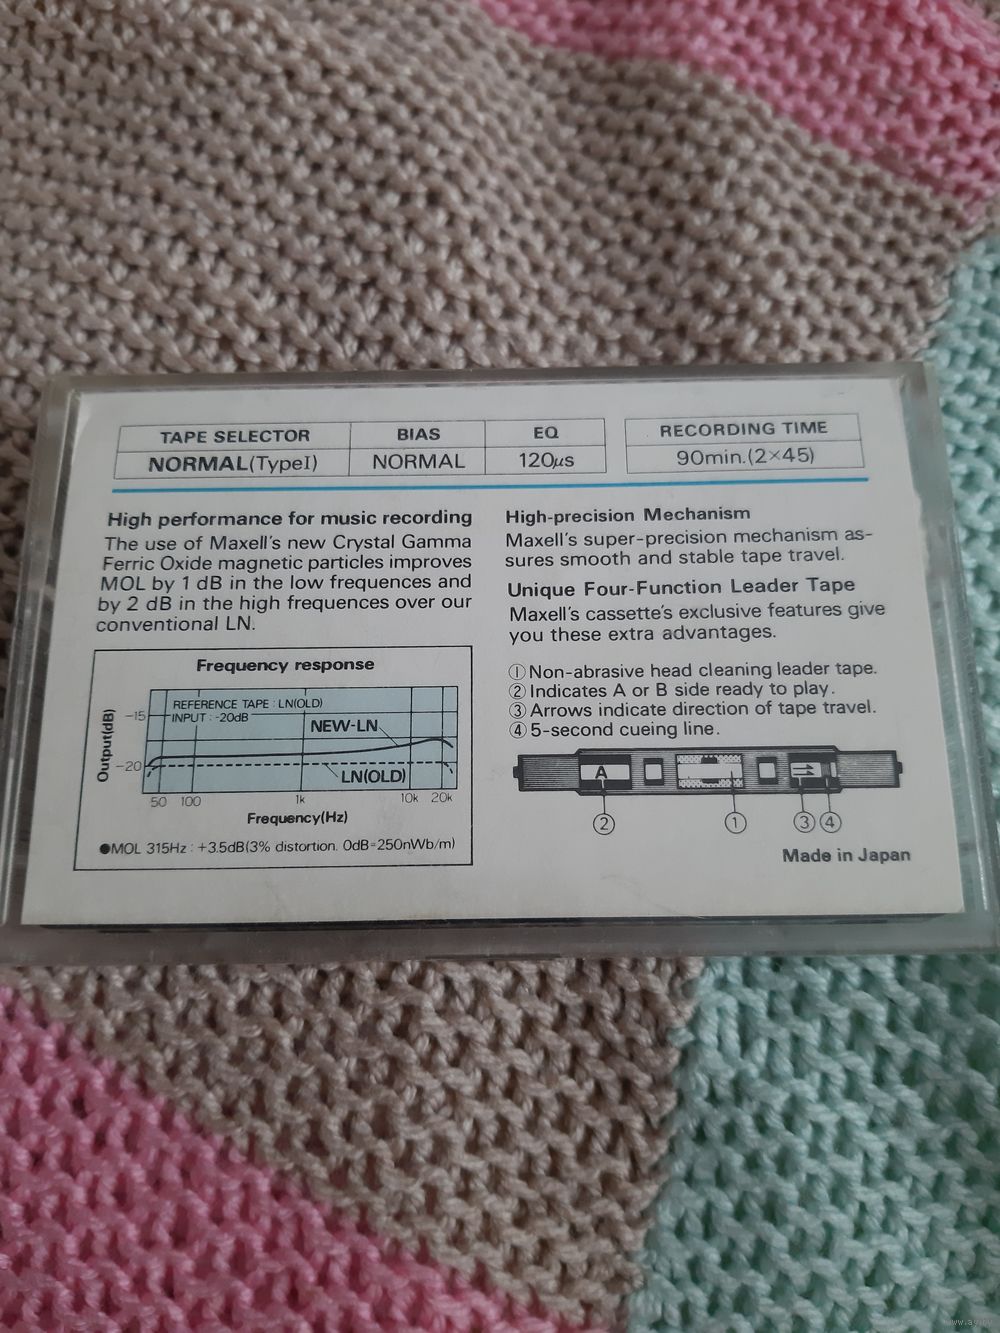 TAPE SELECTOR BIAS EQ RECORDING TIME
NORMAL(TypeI) NORMAL 120μs 90min.(2×45)
High performance for music recording
The use of Maxell's new Crystal Gamma
Ferric Oxide magnetic particles improves
MOL by 1 dB in the low frequences and
by 2 dB in the high frequences over our
conventional LN.
Frequency response
REFERENCE TAPE : LN(OLD)
INPUT : -20dB
NEW-LN
LN(OLD)
Output(dB)
-15
-20
50 100 1k 10k 20k
Frequency(Hz)
●MOL 315Hz : +3.5dB(3% distortion. 0dB=250nWb/m)
High-precision Mechanism
Maxell's super-precision mechanism as-
sures smooth and stable tape travel.
Unique Four-Function Leader Tape
Maxell's cassette's exclusive features give
you these extra advantages.
① Non-abrasive head cleaning leader tape.
② Indicates A or B side ready to play.
③ Arrows indicate direction of tape travel.
④ 5-second cueing line.
A
② ① ③ ④
Made in Japan